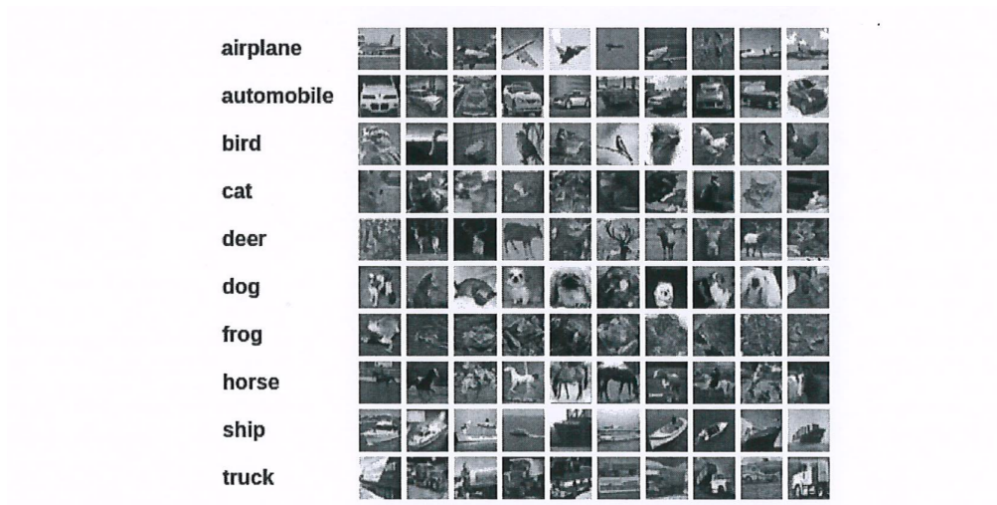 airplane
automobile
bird
cat
deer
dog
frog
horse
ship
truck